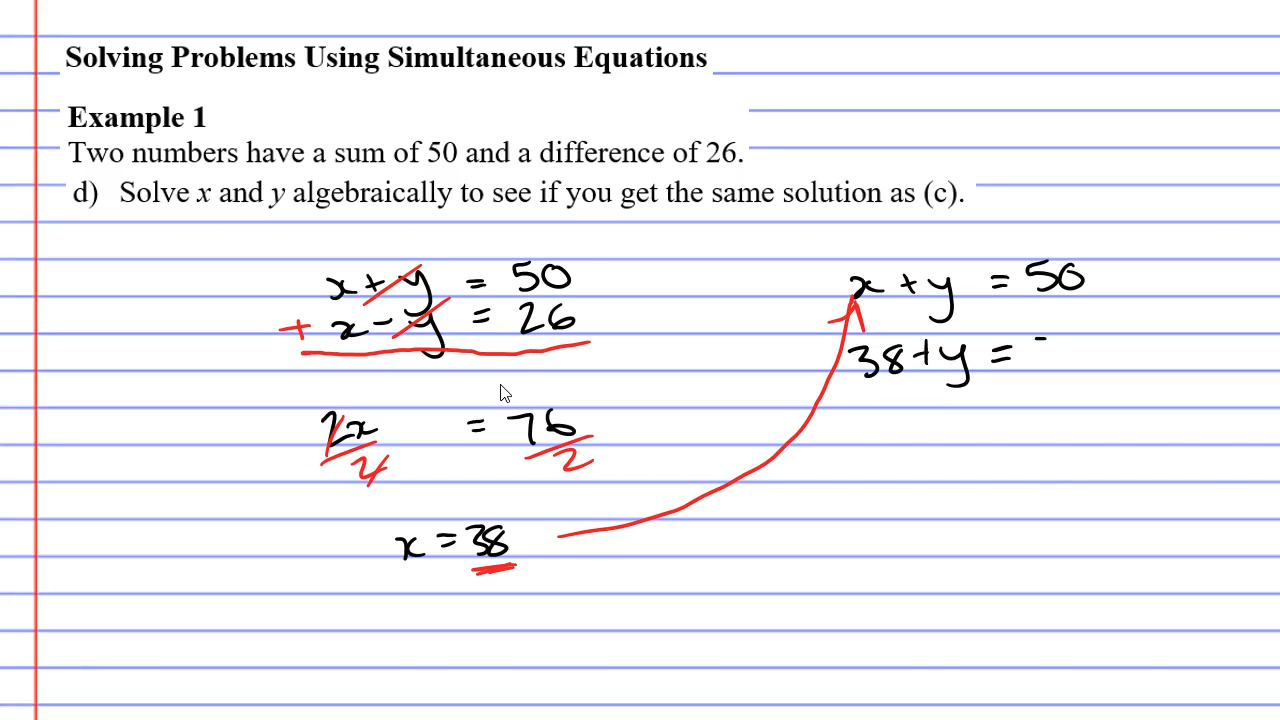 Solving Problems Using Simultaneous Equations
Example 1
Two numbers have a sum of 50 and a difference of 26.
d) Solve x and y algebraically to see if you get the same solution as (c).
x + y = 50
+ x - y = 26
2x/2 = 76/2
x = 38
x + y = 50
38 + y =